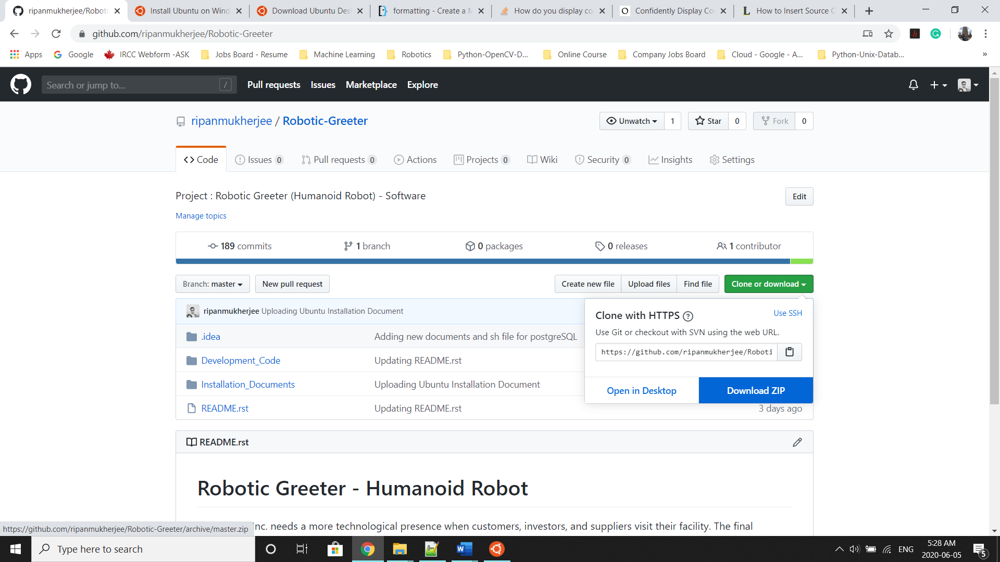 ripanmukherjee/Roboti
Install Ubuntu on Wind
Download Ubuntu Des
formatting - Create a M
How do you display co
Confidently Display Co
How to Insert Source C
github.com/ripanmukherjee/Robotic-Greeter
Apps
Google
IRCC Webform -ASK
Jobs Board - Resume
Machine Learning
Robotics
Python-OpenCV-D...
Online Course
Company Jobs Board
Cloud - Google - A...
Python-Unix-Datab...
»
Search or jump to... /
Pull requests Issues Marketplace Explore
ripanmukherjee / Robotic-Greeter
Unwatch 1
Star 0
Fork 0
Code
Issues 0
Pull requests 0
Actions
Projects 0
Wiki
Security 0
Insights
Settings
Project : Robotic Greeter (Humanoid Robot) - Software
Edit
Manage topics
189 commits
1 branch
0 packages
0 releases
1 contributor
Branch: master
New pull request
Create new file
Upload files
Find file
Clone or download
ripanmukherjee Uploading Ubuntu Installation Document
.idea Adding new documents and sh file for postgreSQL
Development_Code Updating README.rst
Installation_Documents Uploading Ubuntu Installation Document
README.rst Updating README.rst 3 days ago
Clone with HTTPS ?
Use SSH
Use Git or checkout with SVN using the web URL.
https://github.com/ripanmukherjee/Roboti
Open in Desktop
Download ZIP
README.rst
Robotic Greeter - Humanoid Robot
nc. needs a more technological presence when customers, investors, and suppliers visit their facility. The final
https://github.com/ripanmukherjee/Robotic-Greeter/archive/master.zip
Type here to search
ENG
5:28 AM
2020-06-05
5